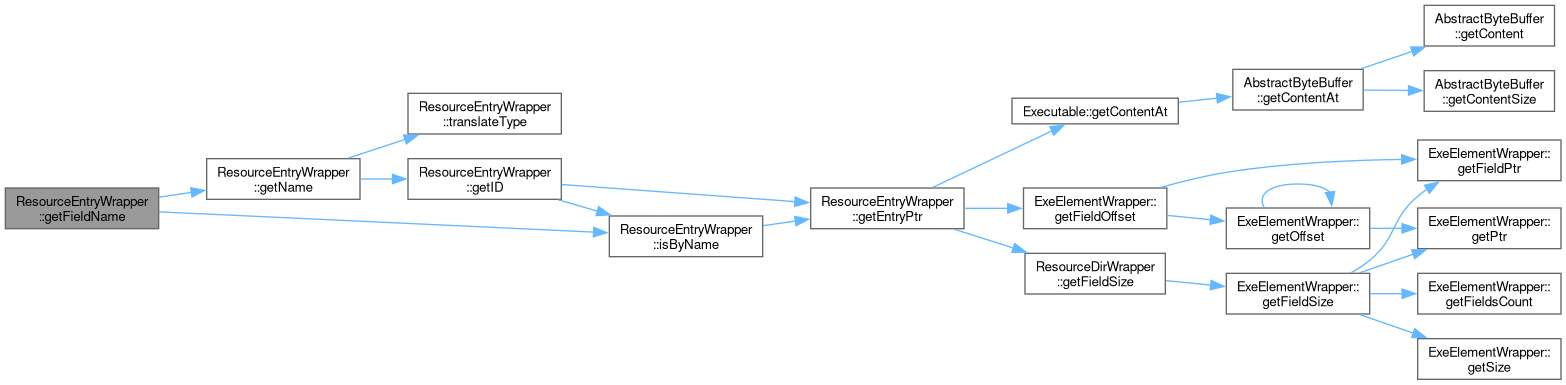 ResourceEntryWrapper
::getFieldName
ResourceEntryWrapper
::getName
ResourceEntryWrapper
::translateType
ResourceEntryWrapper
::getID
ResourceEntryWrapper
::isByName
ResourceEntryWrapper
::getEntryPtr
Executable::getContentAt
ExeElementWrapper::
getFieldOffset
ResourceDirWrapper
::getFieldSize
AbstractByteBuffer
::getContentAt
ExeElementWrapper::
getOffset
ExeElementWrapper::
getFieldSize
AbstractByteBuffer
::getContent
AbstractByteBuffer
::getContentSize
ExeElementWrapper::
getFieldPtr
ExeElementWrapper::
getPtr
ExeElementWrapper::
getFieldsCount
ExeElementWrapper::
getSize